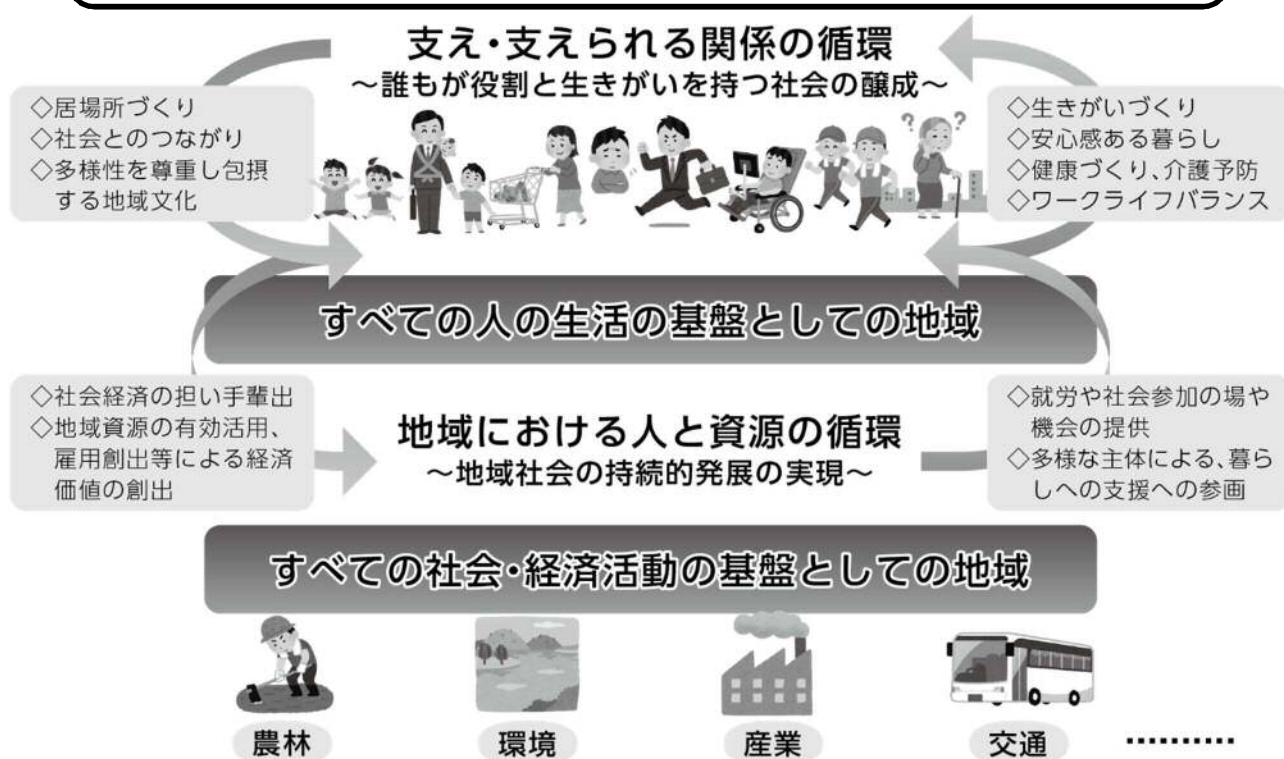 支え・支えられる関係の循環
～誰もが役割と生きがいを持つ社会の醸成～
◇居場所づくり
◇社会とのつながり
◇多様性を尊重し包摂
する地域文化
◇生きがいづくり
◇安心感ある暮らし
◇健康づくり、介護予防
◇ワークライフバランス
? ?
すべての人の生活の基盤としての地域
◇社会経済の担い手輩出
◇地域資源の有効活用、
雇用創出等による経済
価値の創出
地域における人と資源の循環
～地域社会の持続的発展の実現～
◇就労や社会参加の場や
機会の提供
◇多様な主体による、暮ら
しへの支援への参画
すべての社会・経済活動の基盤としての地域
農林
環境
産業
交通
…………